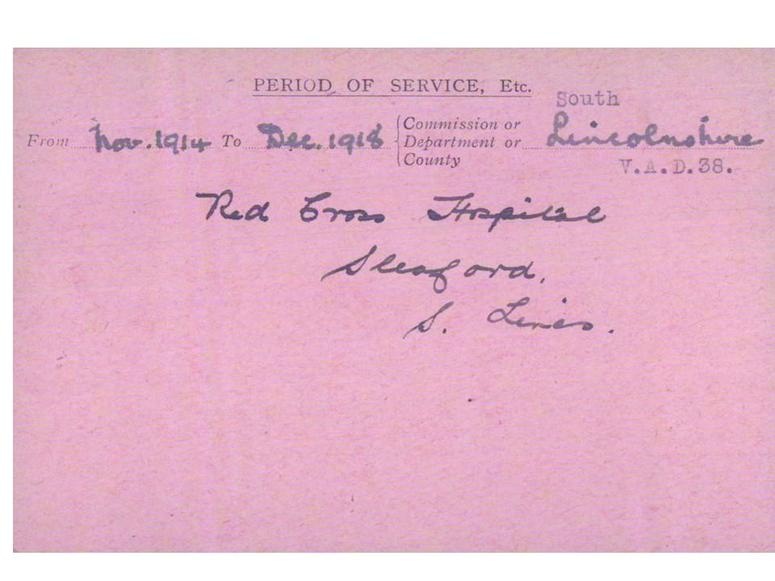 PERIOD OF SERVICE, Etc.
South
From Nov. 1914 To Dec. 1918 { Commission or Department or County Lincolnshire
V.A.D. 38.
Red Cross Hospital
Sleaford.
S. Lincs.